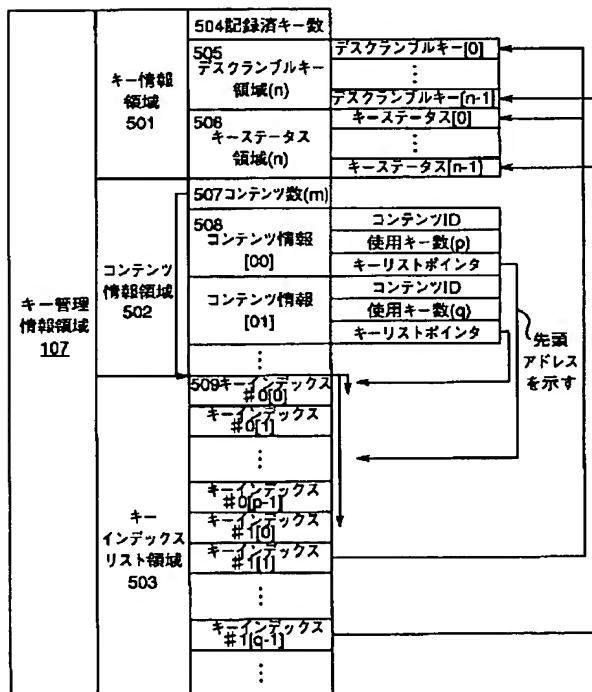 キー管理
情報領域
107
キー情報
領域
501
504記録済キー数
505
デスクランブルキー
領域(n)
デスクランブルキー[0]
⋮
デスクランブルキー[n-1]
506
キーステータス
領域(n)
キーステータス[0]
⋮
キーステータス[n-1]
コンテンツ
情報領域
502
507コンテンツ数(m)
508
コンテンツ情報
[00]
コンテンツID
使用キー数(p)
キーリストポインタ
コンテンツ情報
[01]
コンテンツID
使用キー数(q)
キーリストポインタ
⋮
先頭
アドレス
を示す
キー
インデックス
リスト領域
503
509キーインデックス
#0[0]
キーインデックス
#0[1]
⋮
キーインデックス
#0[p-1]
キーインデックス
#1[0]
キーインデックス
#1[1]
⋮
キーインデックス
#1[q-1]
⋮